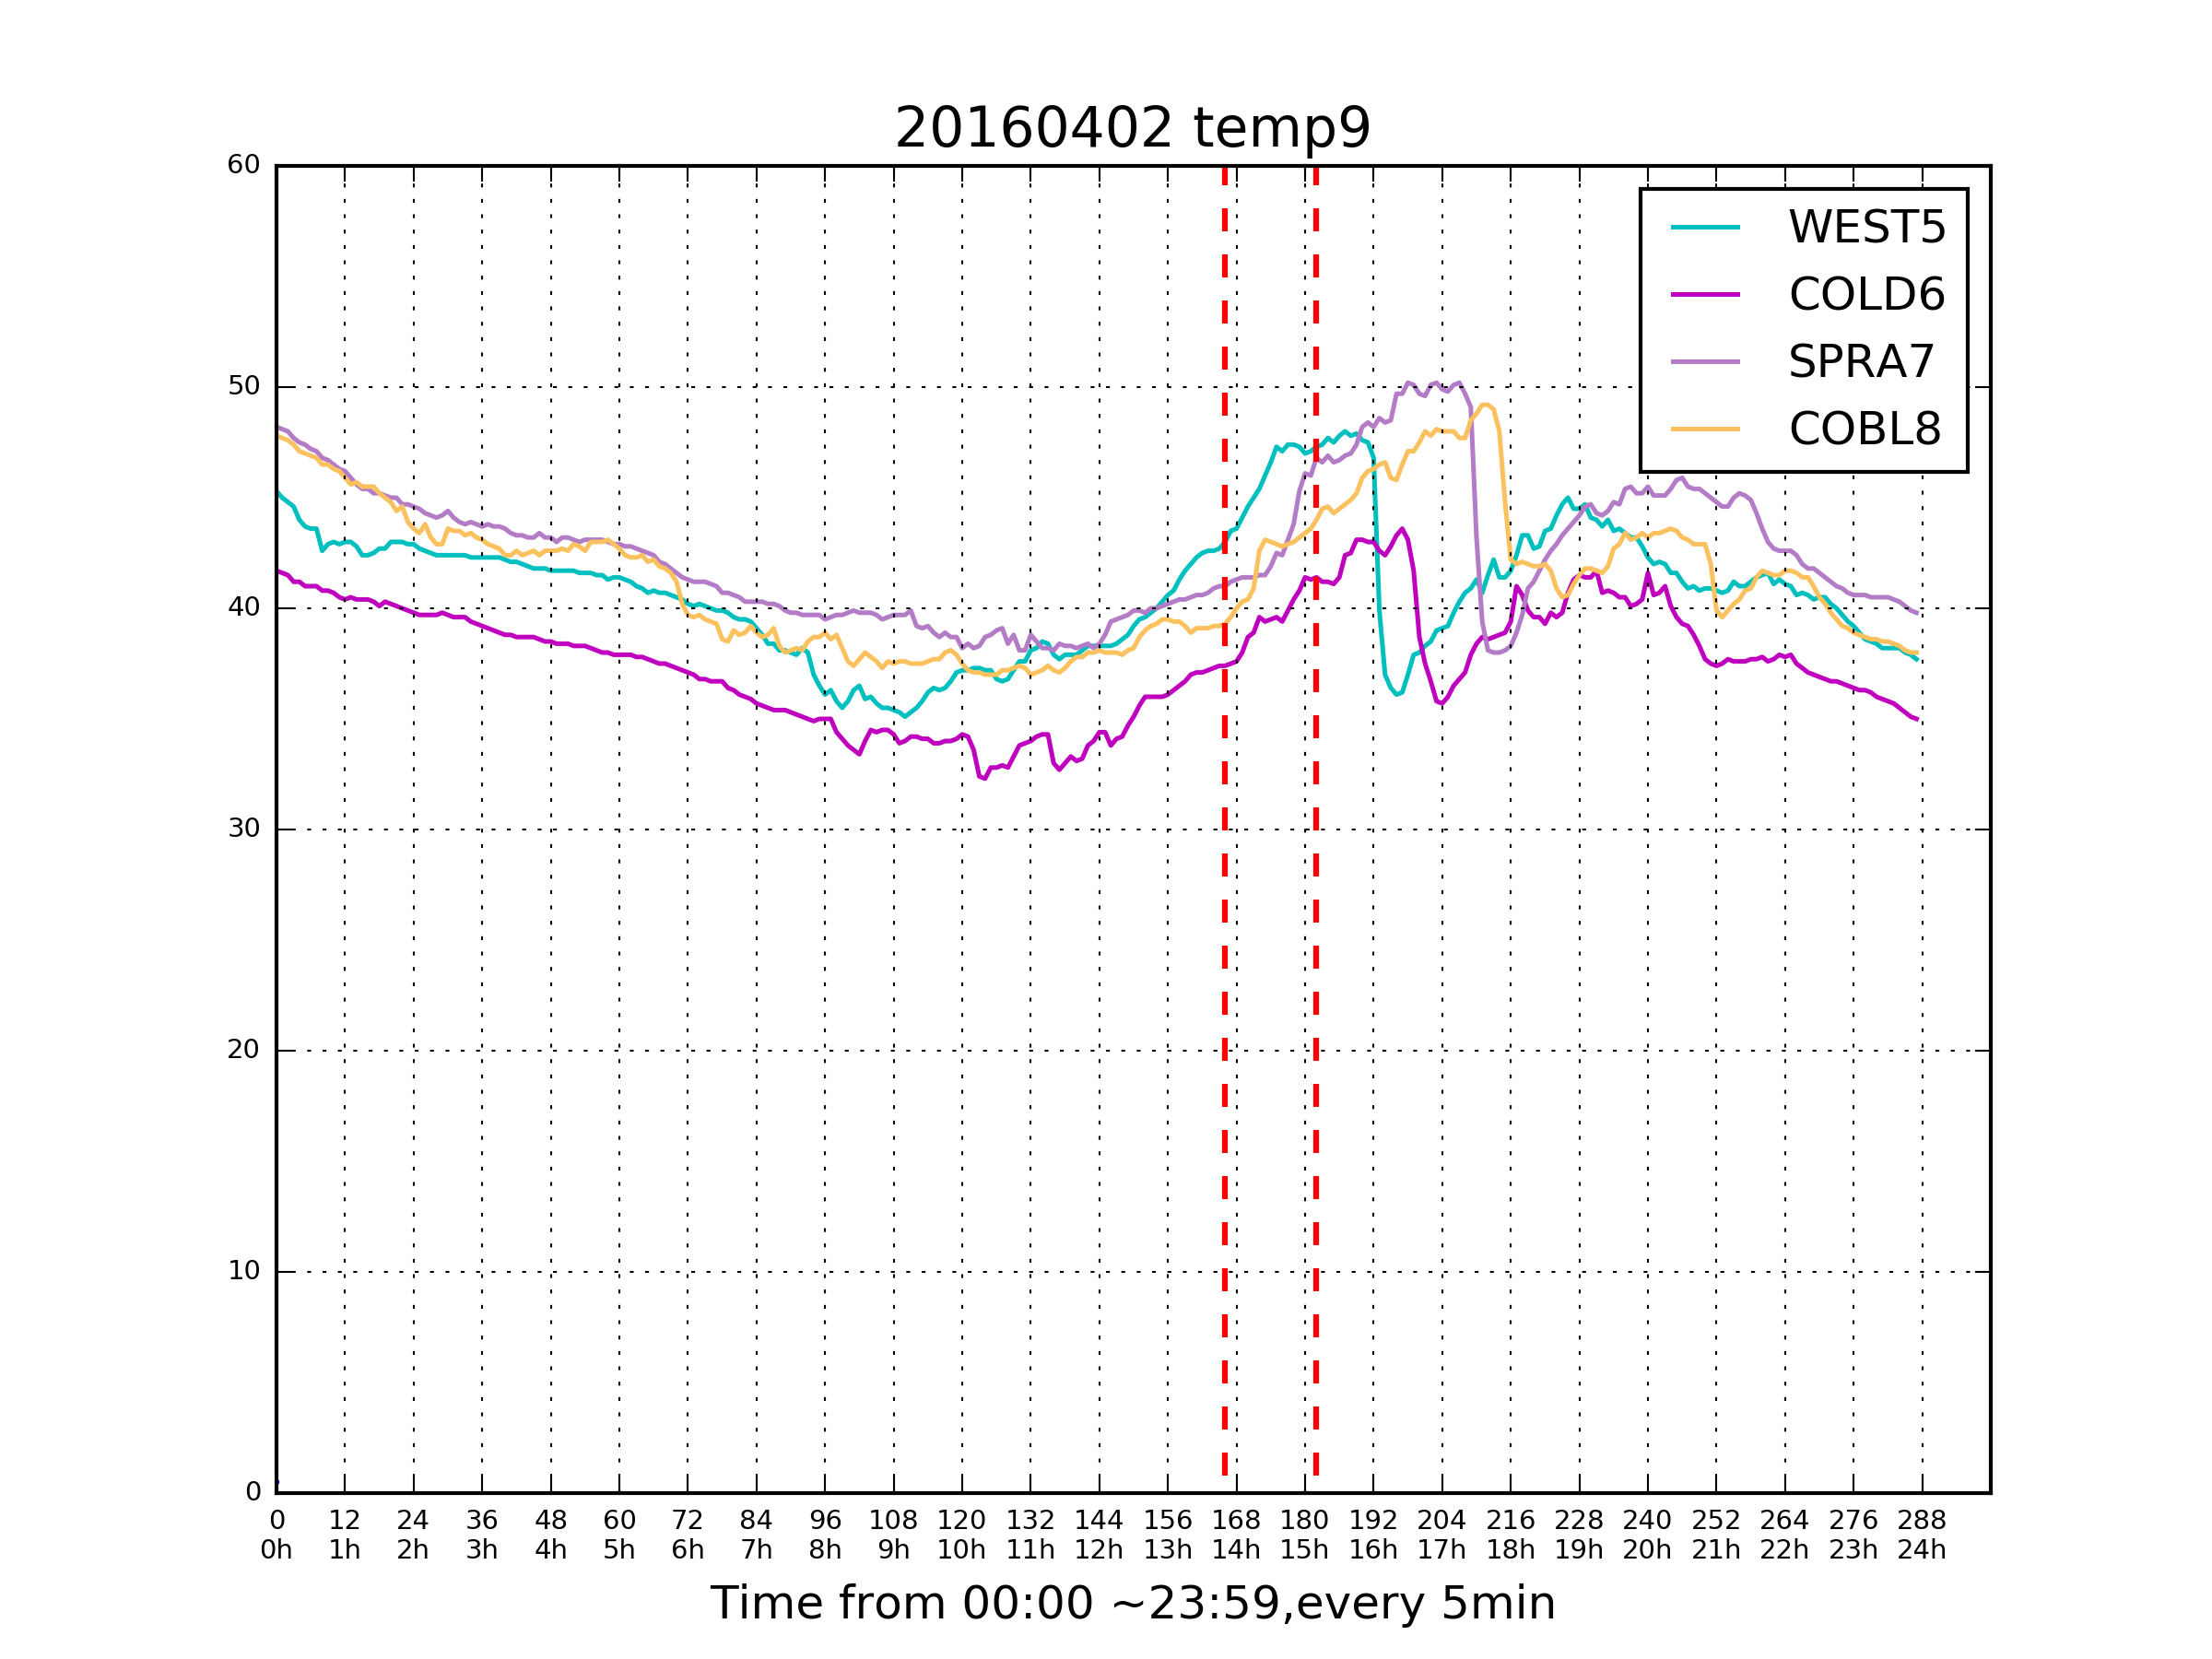 20160402 temp9
60
50
40
30
20
10
0
WEST5
COLD6
SPRA7
COBL8
0 12 24 36 48 60 72 84 96 108 120 132 144 156 168 180 192 204 216 228 240 252 264 276 288
0h 1h 2h 3h 4h 5h 6h 7h 8h 9h 10h 11h 12h 13h 14h 15h 16h 17h 18h 19h 20h 21h 22h 23h 24h
Time from 00:00 ~23:59,every 5min